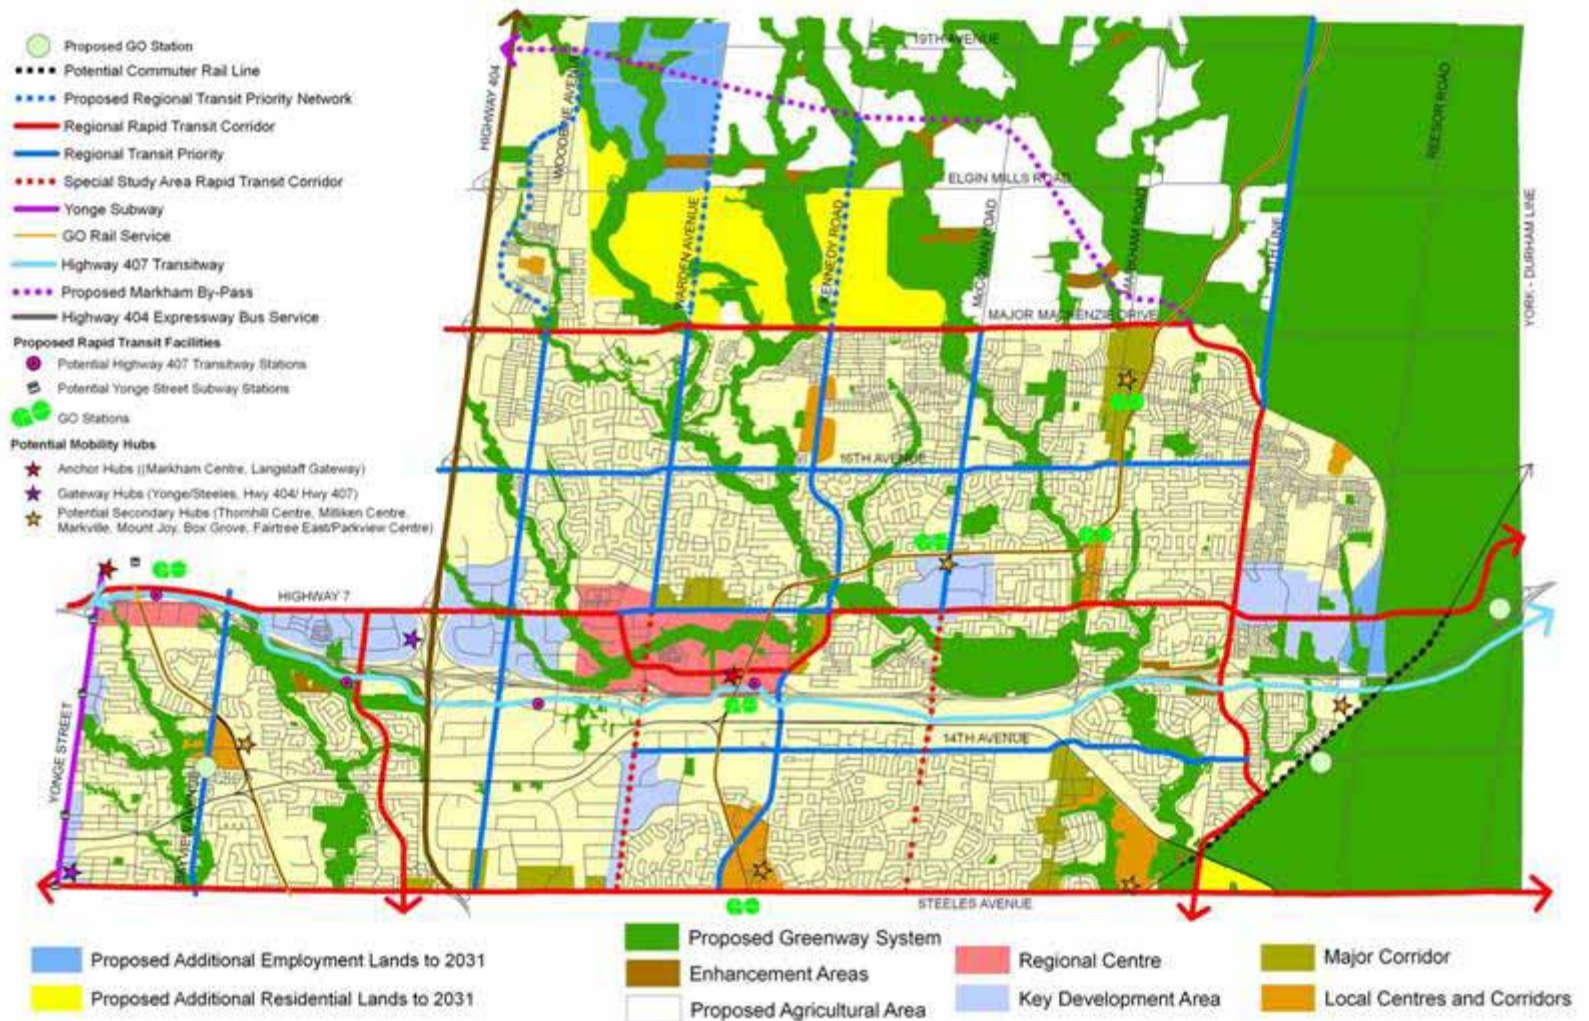 Proposed GO Station
Potential Commuter Rail Line
Proposed Regional Transit Priority Network
Regional Rapid Transit Corridor
Regional Transit Priority
Special Study Area Rapid Transit Corridor
Yonge Subway
GO Rail Service
Highway 407 Transitway
Proposed Markham By-Pass
Highway 404 Expressway Bus Service
Proposed Rapid Transit Facilities
Potential Highway 407 Transitway Stations
Potential Yonge Street Subway Stations
GO Stations
Potential Mobility Hubs
Anchor Hubs ((Markham Centre, Langstaff Gateway)
Gateway Hubs (Yonge/Steeles, Hwy 404/ Hwy 407)
Potential Secondary Hubs (Thornhill Centre, Milliken Centre,
Markville, Mount Joy, Box Grove, Fairtree East/Parkview Centre)
19TH AVENUE
HIGHWAY 404
WOODBINE AVENUE
REESOR ROAD
ELGIN MILLS ROAD
WARDEN AVENUE
KENNEDY ROAD
McCOWAN ROAD
MARKHAM ROAD
9TH LINE
YORK - DURHAM LINE
MAJOR MACKENZIE DRIVE
16TH AVENUE
HIGHWAY 7
14TH AVENUE
YONGE STREET
BAYVIEW AVENUE
STEELES AVENUE
Proposed Additional Employment Lands to 2031
Proposed Additional Residential Lands to 2031
Proposed Greenway System
Enhancement Areas
Proposed Agricultural Area
Regional Centre
Key Development Area
Major Corridor
Local Centres and Corridors